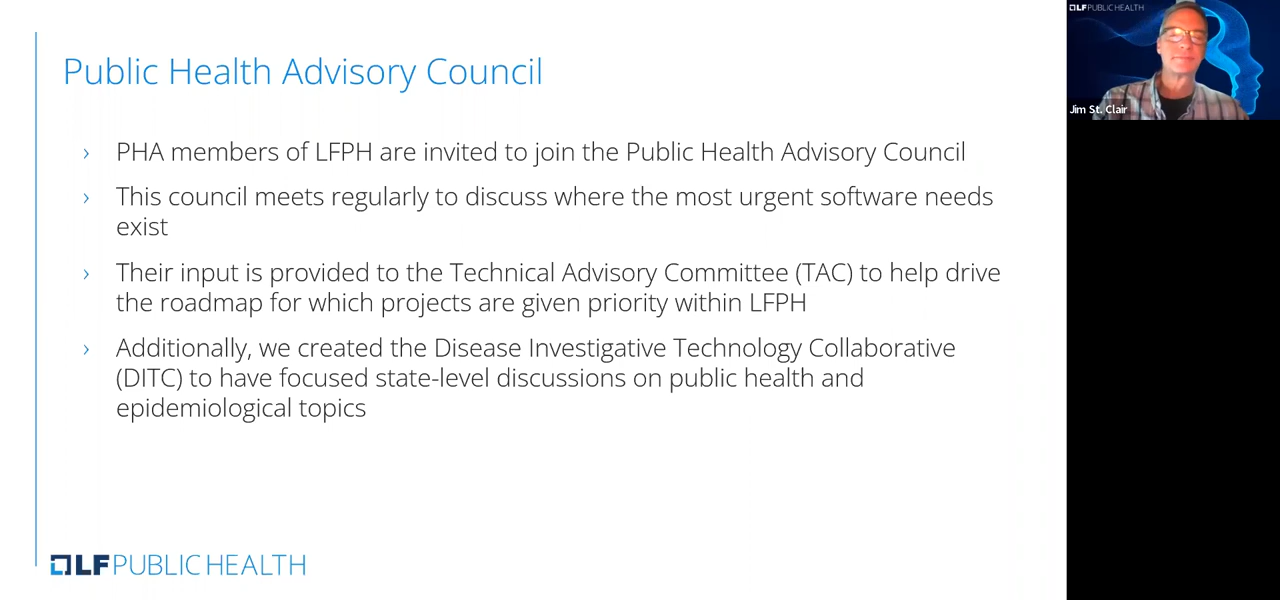 Public Health Advisory Council
› PHA members of LFPH are invited to join the Public Health Advisory Council
› This council meets regularly to discuss where the most urgent software needs
exist
› Their input is provided to the Technical Advisory Committee (TAC) to help drive
the roadmap for which projects are given priority within LFPH
› Additionally, we created the Disease Investigative Technology Collaborative
(DITC) to have focused state-level discussions on public health and
epidemiological topics
LF PUBLIC HEALTH
LF PUBLIC HEALTH
Jim St. Clair